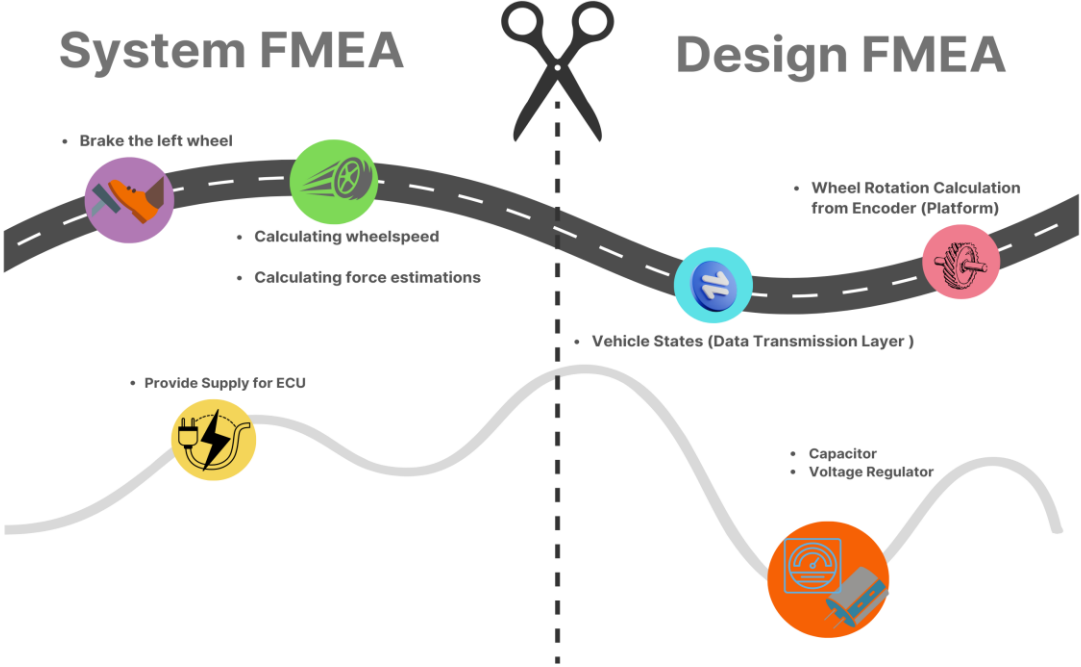 System FMEA
Design FMEA
• Brake the left wheel
• Calculating wheelspeed
• Calculating force estimations
• Wheel Rotation Calculation
from Encoder (Platform)
• Vehicle States (Data Transmission Layer )
• Provide Supply for ECU
• Capacitor
• Voltage Regulator